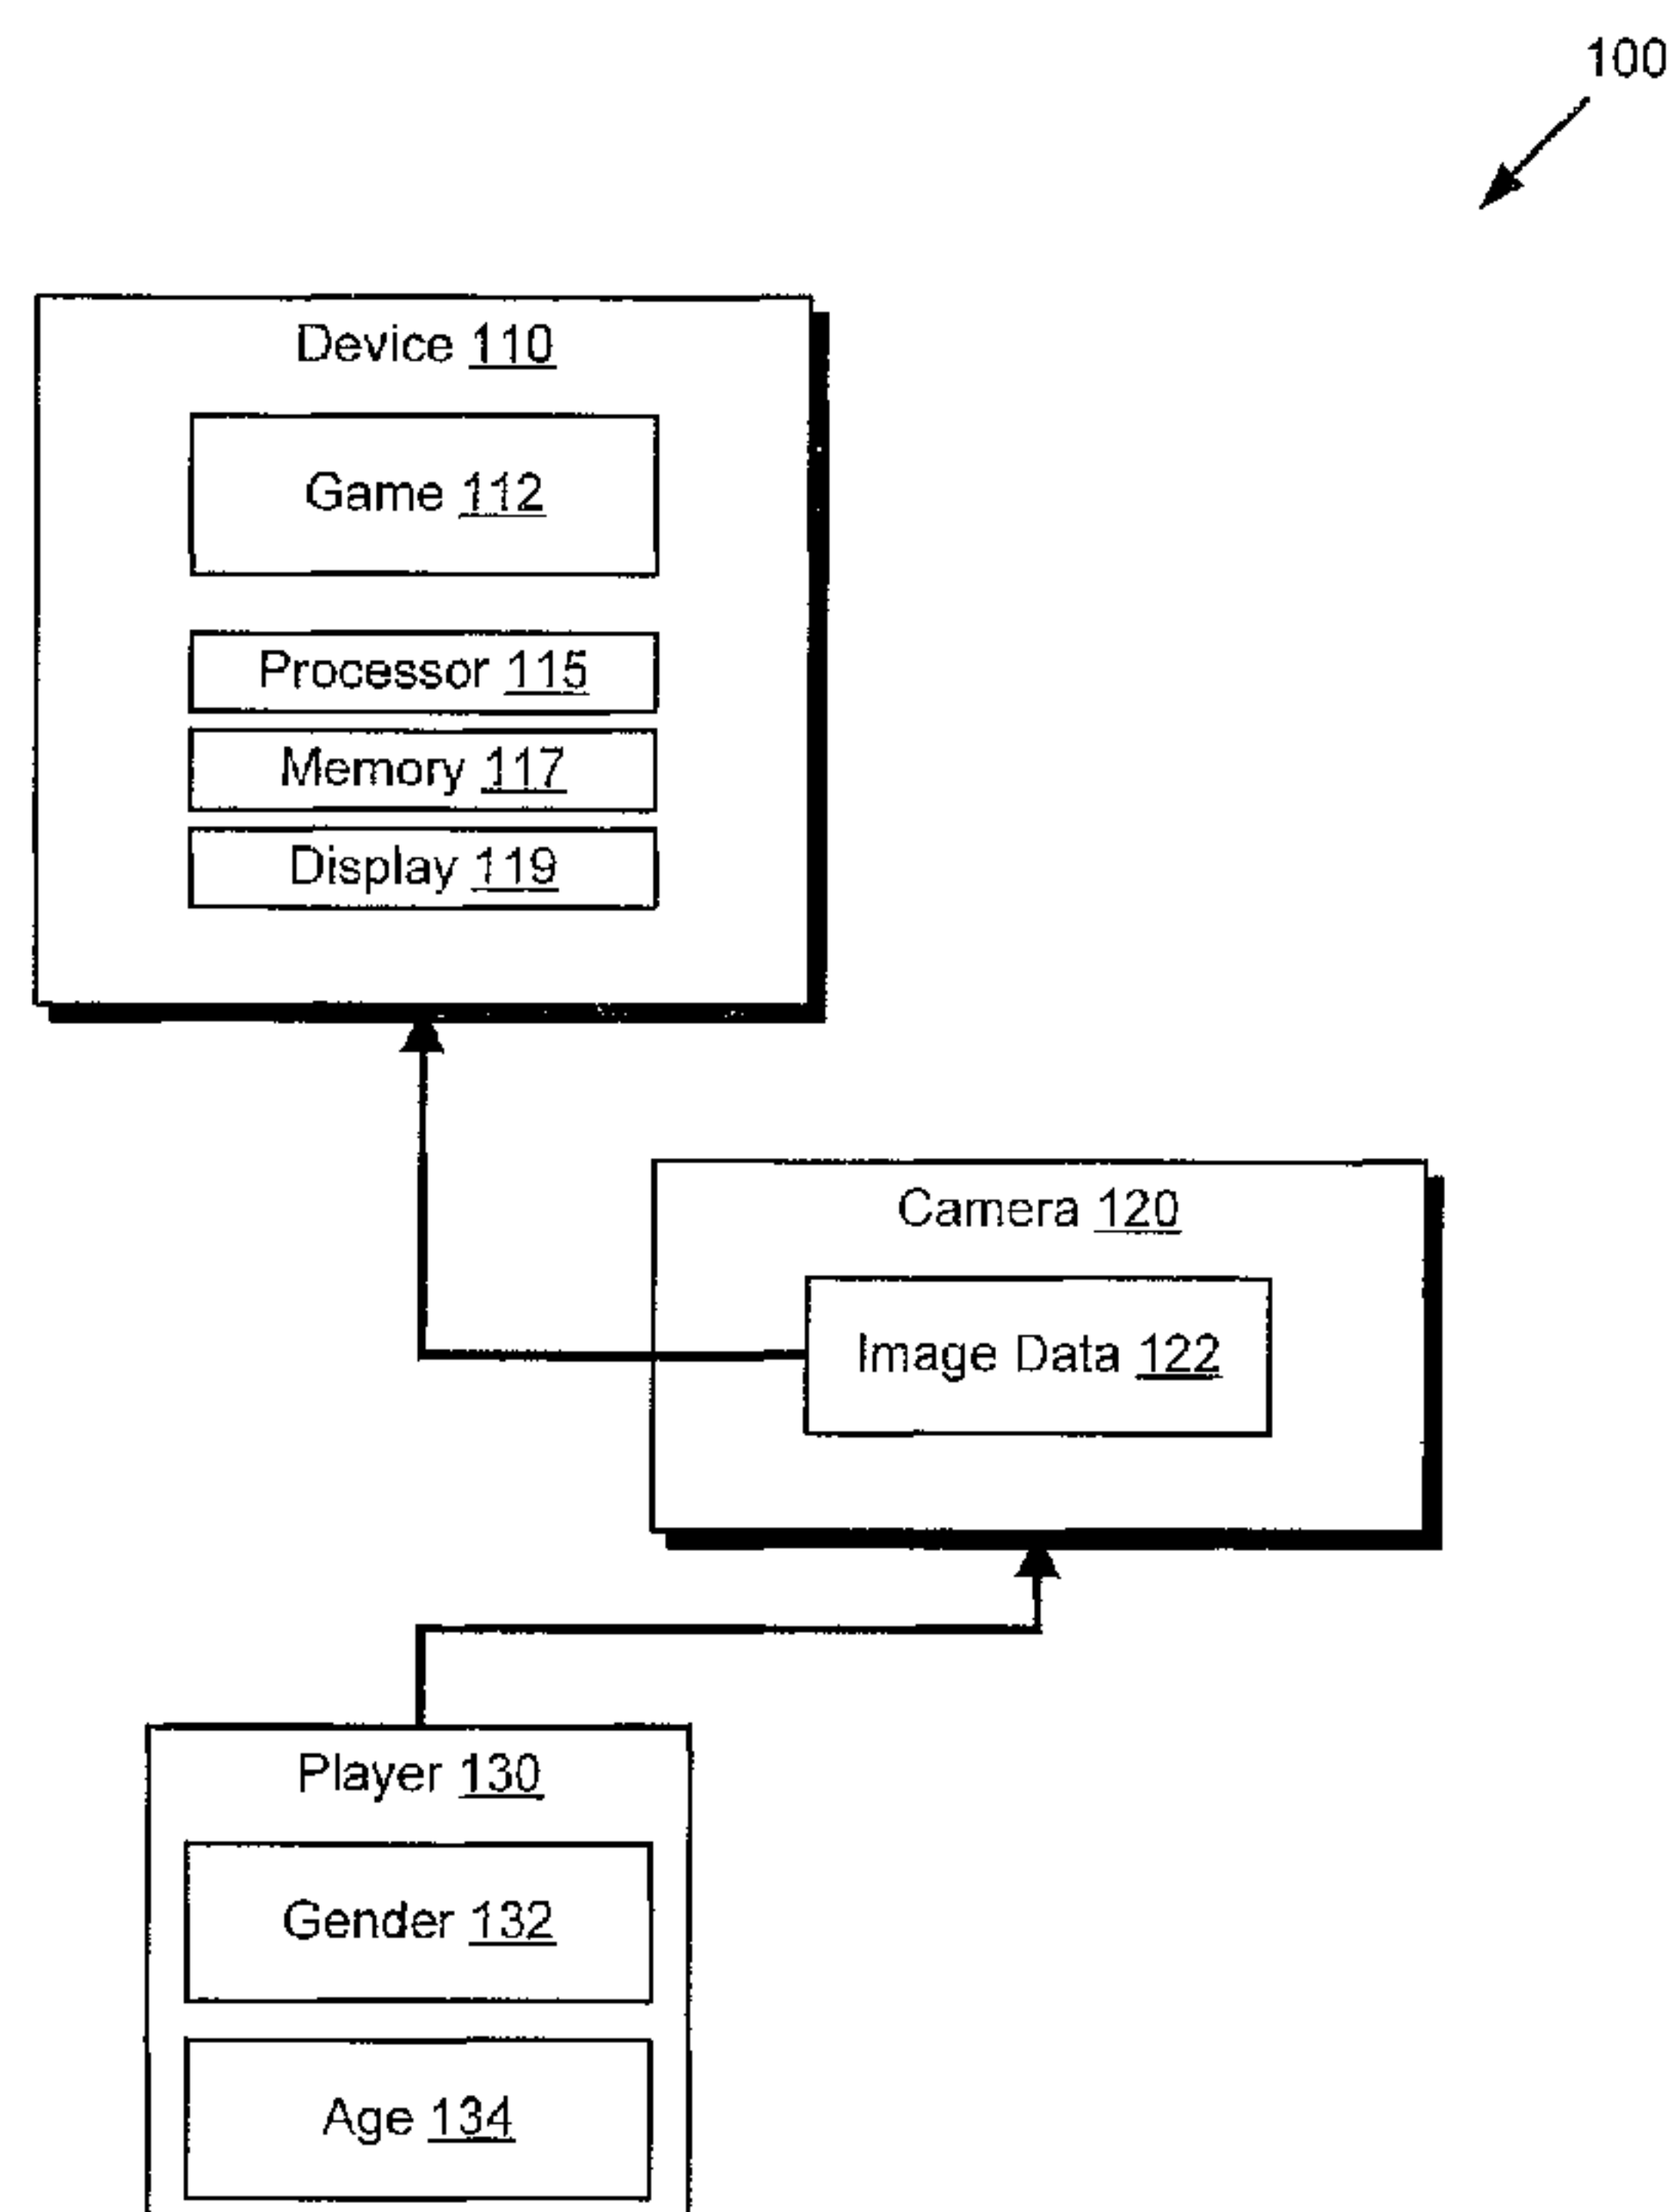 100
Device 110
Game 112
Processor 115
Memory 117
Display 119
Camera 120
Image Data 122
Player 130
Gender 132
Age 134